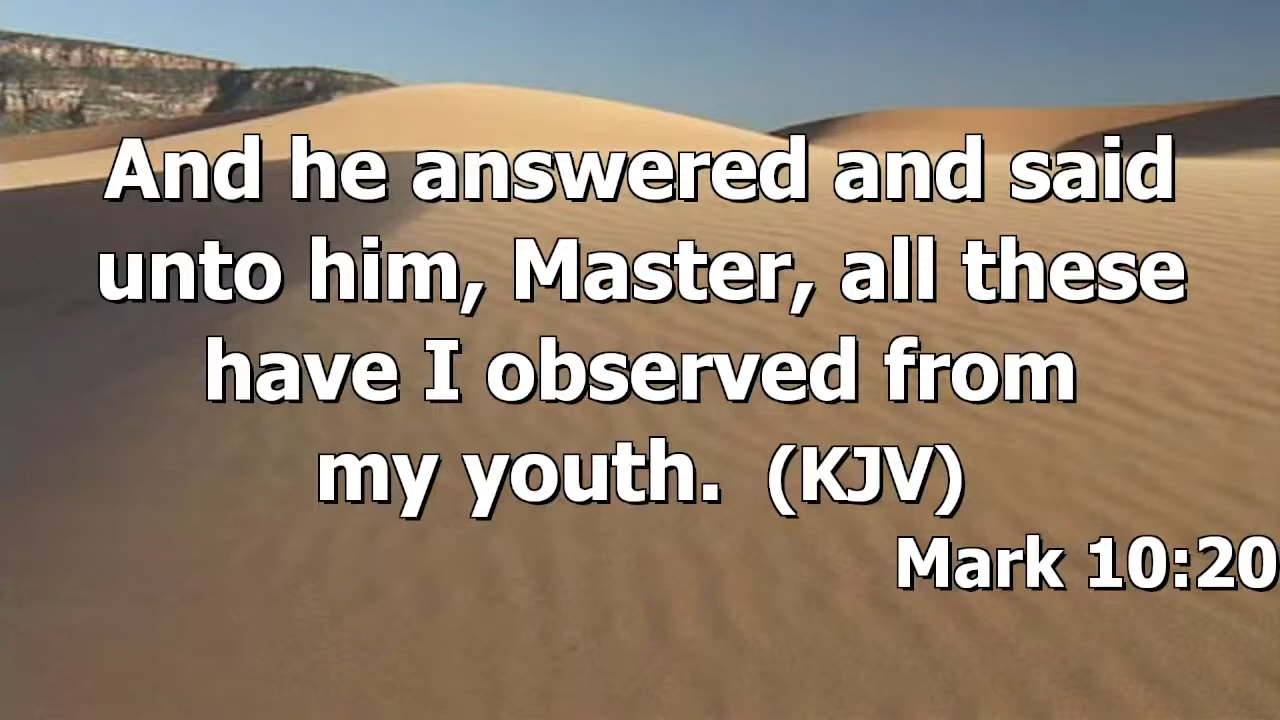 And he answered and said
unto him, Master, all these
have I observed from
my youth. (KJV)
Mark 10:20